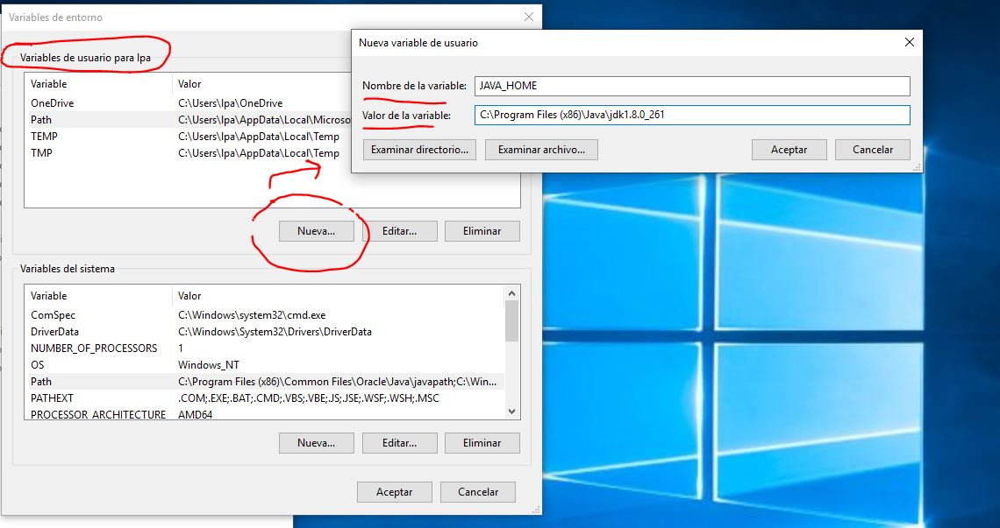 Variables de entorno
Variables de usuario para Ipa
Variable Valor
OneDrive C:\Users\Ipa\OneDrive
Path C:\Users\Ipa\AppData\Local\Microso
TEMP C:\Users\Ipa\AppData\Local\Temp
TMP C:\Users\Ipa\AppData\Local\Temp
Nueva... Editar... Eliminar
Nueva variable de usuario
Nombre de la variable: JAVA_HOME
Valor de la variable: C:\Program Files (x86)\Java\jdk1.8.0_261
Examinar directorio... Examinar archivo... Aceptar Cancelar
Variables del sistema
Variable Valor
ComSpec C:\Windows\system32\cmd.exe
DriverData C:\Windows\System32\Drivers\DriverData
NUMBER_OF_PROCESSORS 1
OS Windows_NT
Path C:\Program Files (x86)\Common Files\Oracle\Java\javapath;C:\Win...
PATHEXT .COM;.EXE;.BAT;.CMD;.VBS;.VBE;.JS;.JSE;.WSF;.WSH;.MSC
PROCESSOR_ARCHITECTURE AMD64
Nueva... Editar... Eliminar
Aceptar Cancelar